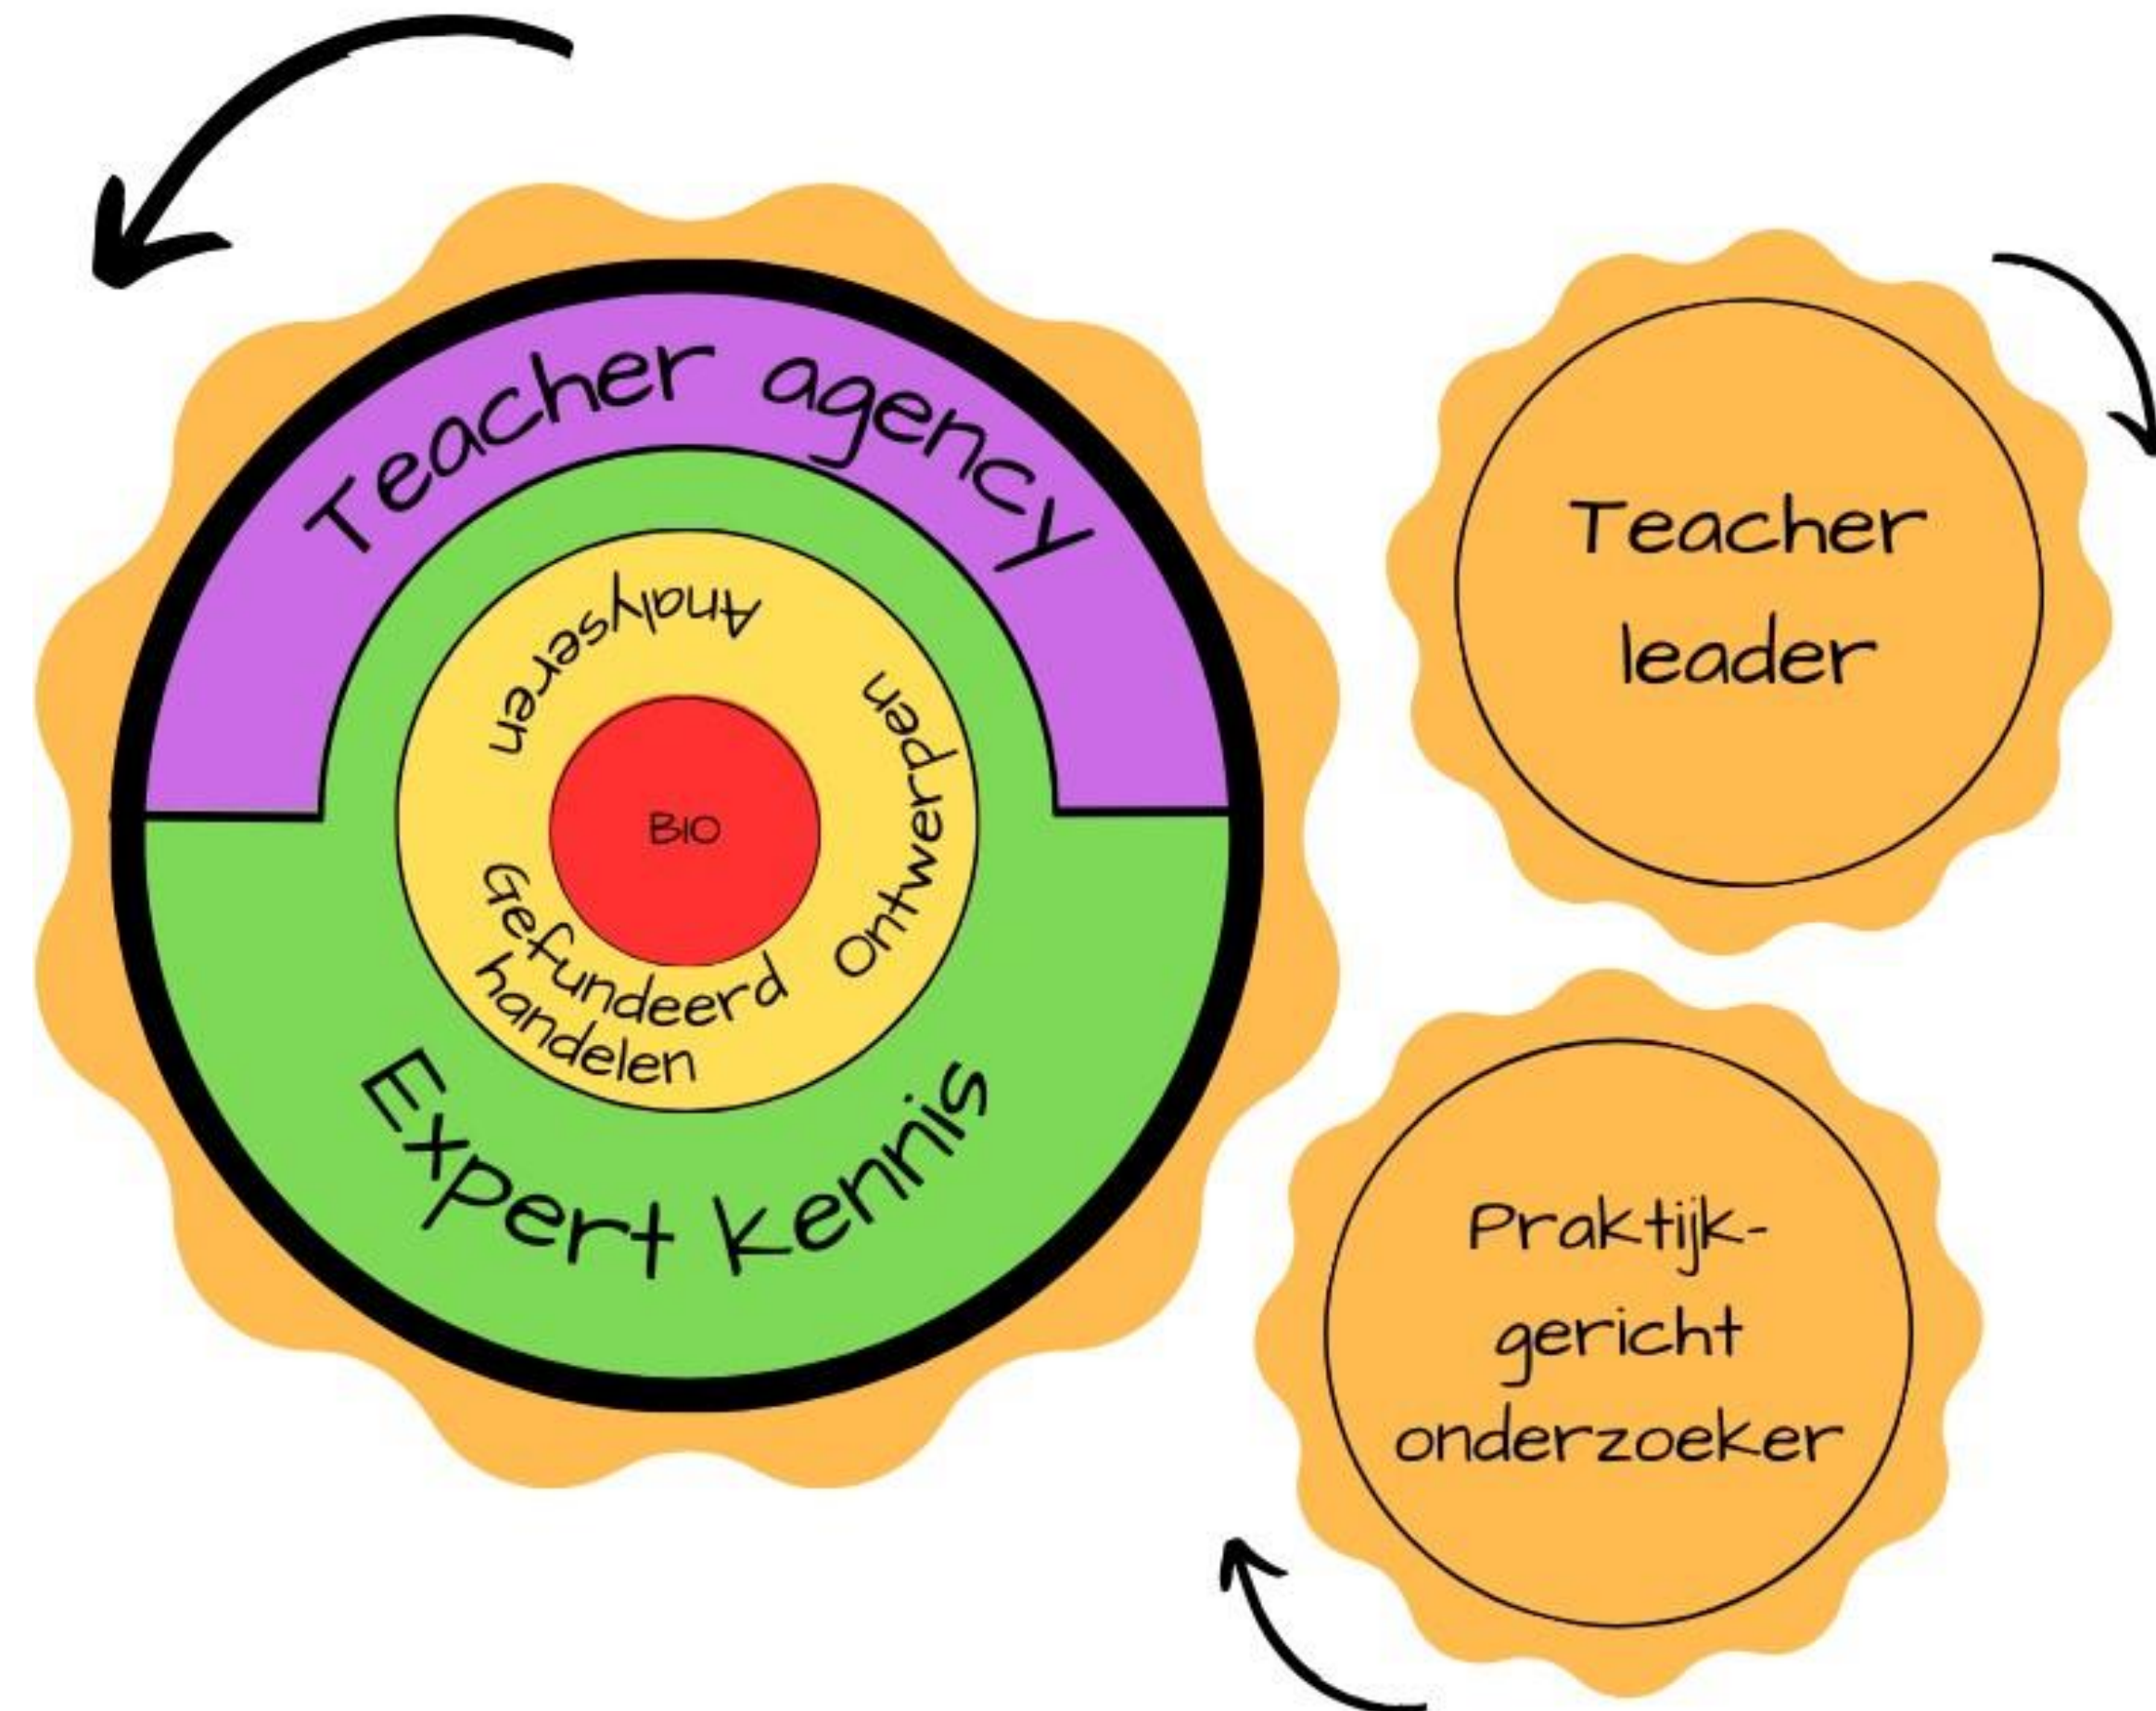 Teacher agency
Analyseren
Ontwerpen
BIO
Gefundeerd
handelen
Expert kennis
Teacher
leader
Praktijk-
gericht
onderzoeker